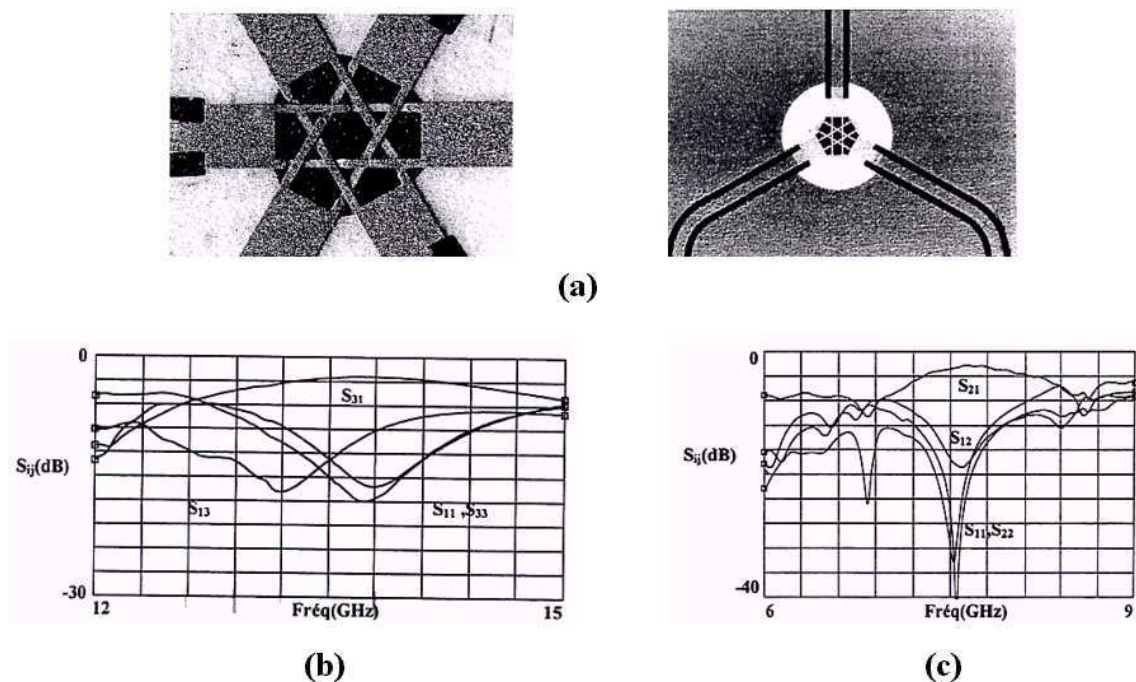 (a)
0
S31
Sij(dB)
S13
S11 ,S33
-30
12
Fréq(GHz)
15
(b)
0
S21
S12
Sij(dB)
S11,S22
-40
6
Fréq(GHz)
9
(c)